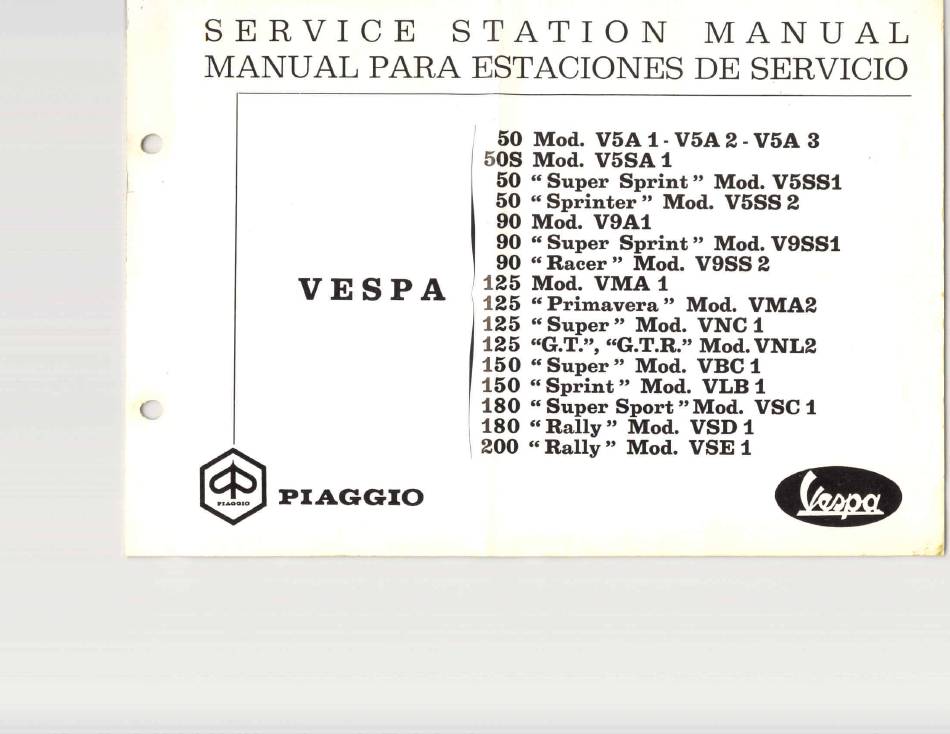 SERVICE STATION MANUAL
MANUAL PARA ESTACIONES DE SERVICIO
VESPA
50 Mod. V5A 1 - V5A 2 - V5A 3
50S Mod. V5SA 1
50 “Super Sprint” Mod. V5SS1
50 “Sprinter” Mod. V5SS 2
90 Mod. V9A1
90 “Super Sprint” Mod. V9SS1
90 “Racer” Mod. V9SS 2
125 Mod. VMA 1
125 “Primavera” Mod. VMA2
125 “Super” Mod. VNC 1
125 “G.T.”, “G.T.R.” Mod. VNL2
150 “Super” Mod. VBC 1
150 “Sprint” Mod. VLB 1
180 “Super Sport” Mod. VSC 1
180 “Rally” Mod. VSD 1
200 “Rally” Mod. VSE 1
PIAGGIO
PIAGGIO
Vespa